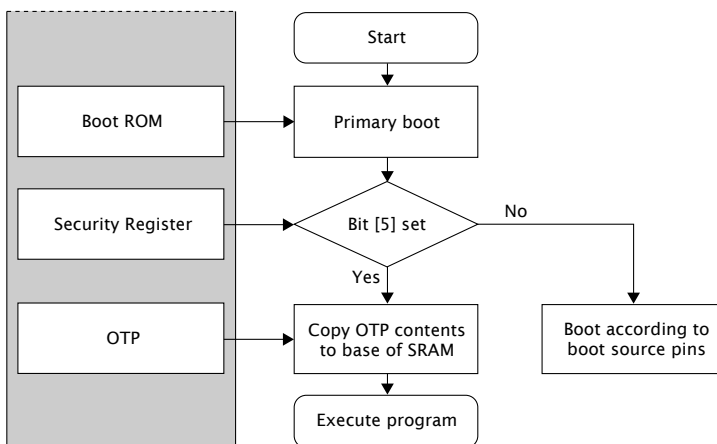 Start
Boot ROM
Primary boot
Security Register
Bit [5] set
No
Yes
OTP
Copy OTP contents
to base of SRAM
Boot according to
boot source pins
Execute program